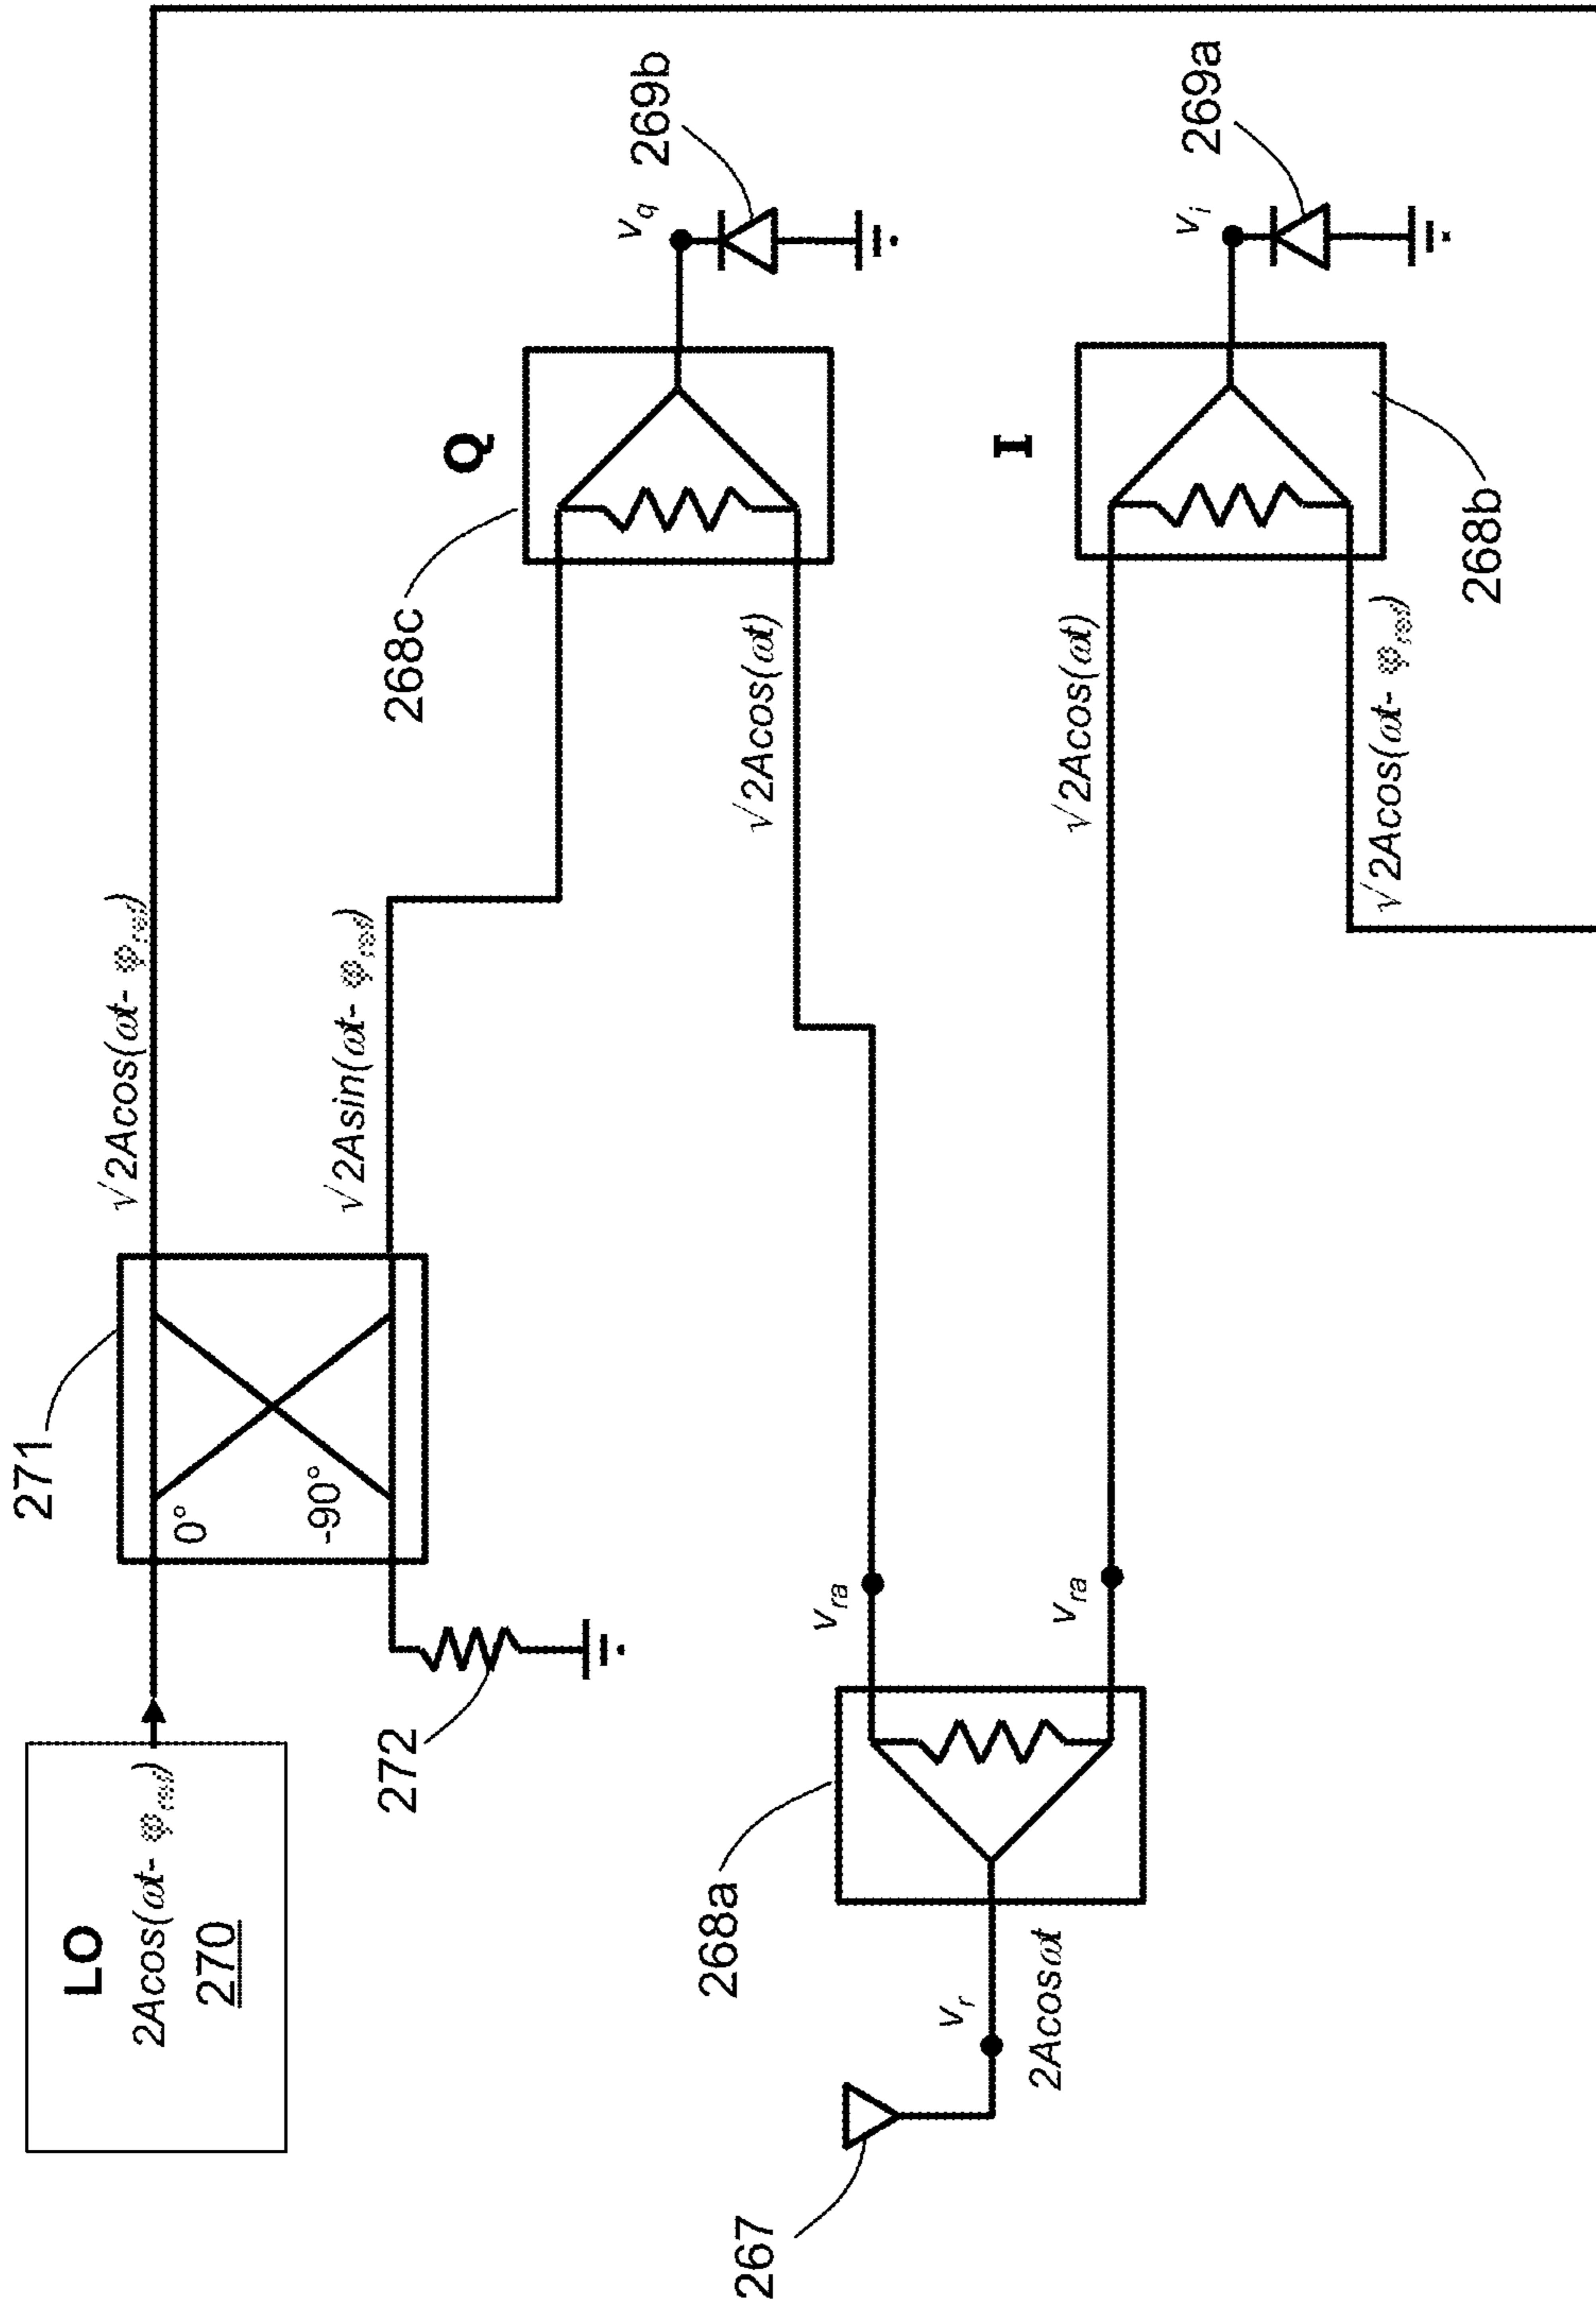 LO
2Acos(ωt- φref)
270
271
0°
-90°
√2Acos(ωt- φref)
√2Asin(ωt- φref)
272
268c
Q
vq
269b
√2Acos(ωt)
267
vr
2Acosωt
268a
vra
vra
√2Acos(ωt)
√2Acos(ωt- φref)
I
268b
vi
269a